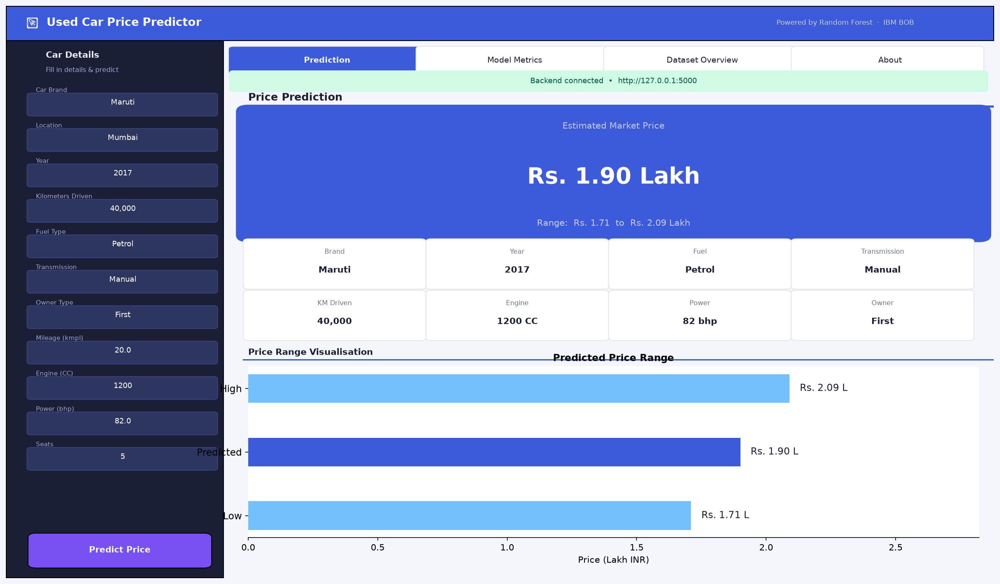 Used Car Price Predictor
Powered by Random Forest · IBM BOB
Car Details
Fill in details & predict
Car Brand
Maruti
Location
Mumbai
Year
2017
Kilometers Driven
40,000
Fuel Type
Petrol
Transmission
Manual
Owner Type
First
Mileage (kmpl)
20.0
Engine (CC)
1200
Power (bhp)
82.0
Seats
5
Predict Price
Prediction
Model Metrics
Dataset Overview
About
Backend connected • http://127.0.0.1:5000
Price Prediction
Estimated Market Price
Rs. 1.90 Lakh
Range: Rs. 1.71 to Rs. 2.09 Lakh
Brand
Maruti
Year
2017
Fuel
Petrol
Transmission
Manual
KM Driven
40,000
Engine
1200 CC
Power
82 bhp
Owner
First
Price Range Visualisation
Predicted Price Range
High
Rs. 2.09 L
Predicted
Rs. 1.90 L
Low
Rs. 1.71 L
0.0 0.5 1.0 1.5 2.0 2.5
Price (Lakh INR)